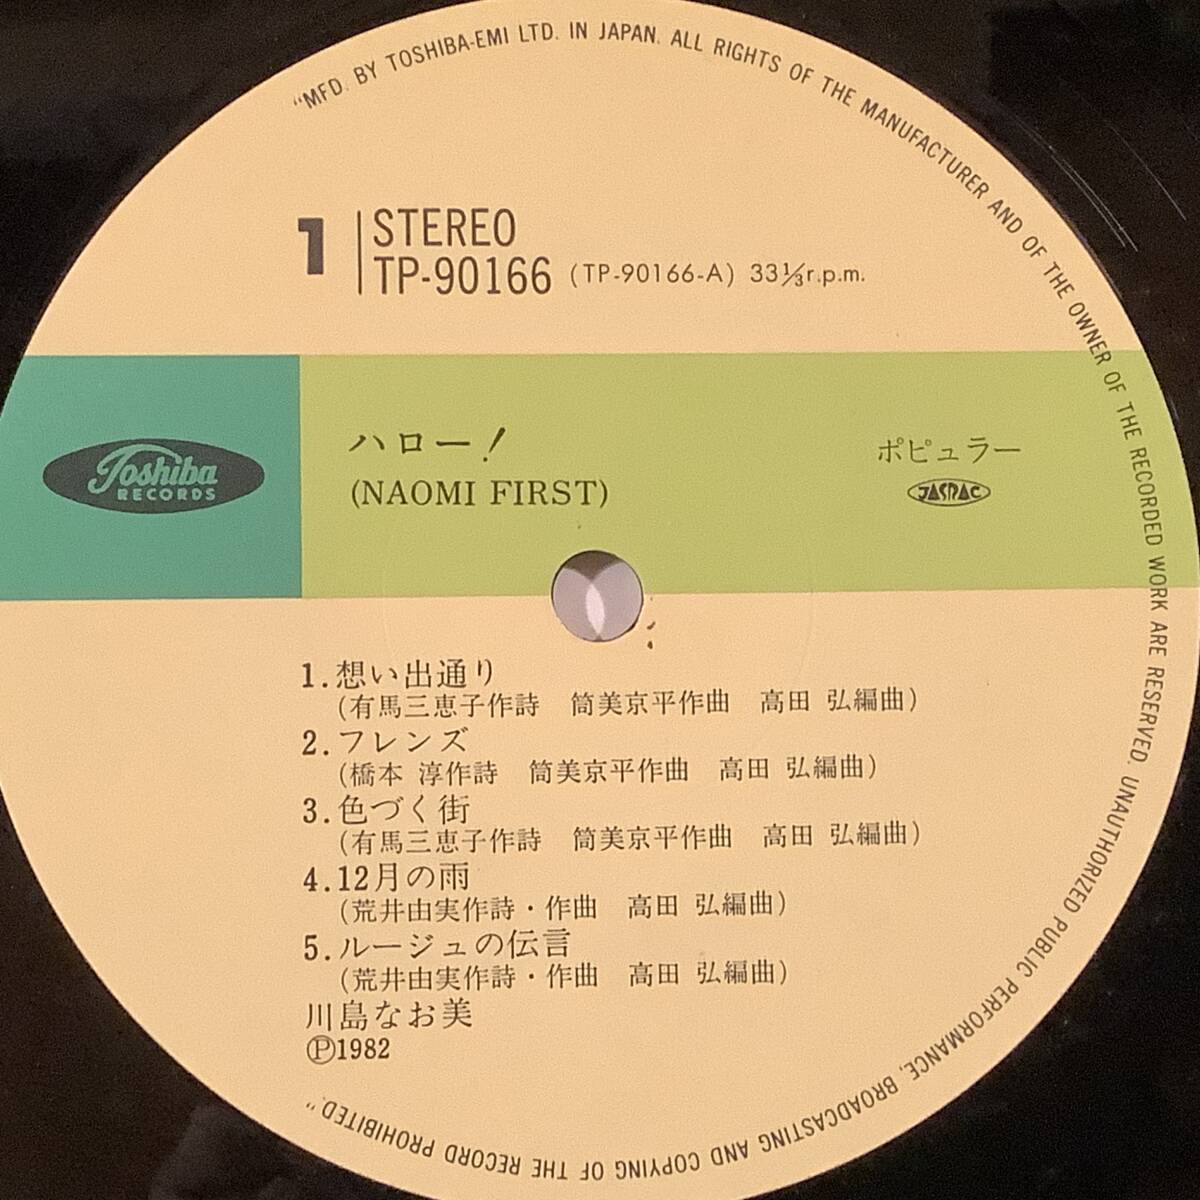 "MFD. BY TOSHIBA-EMI LTD. IN JAPAN. ALL RIGHTS OF THE MANUFACTURER AND OF THE OWNER OF THE RECORDED WORK ARE RESERVED. UNAUTHORIZED PUBLIC PERFORMANCE, BROADCASTING AND COPYING OF THE RECORD PROHIBITED."
1
STEREO
TP-90166 (TP-90166-A) 33⅓r.p.m.
Toshiba
RECORDS
ハロー!
(NAOMI FIRST)
ポピュラー
JASRAC
1.想い出通り
(有馬三恵子作詩 筒美京平作曲 高田 弘編曲)
2.フレンズ
(橋本 淳作詩 筒美京平作曲 高田 弘編曲)
3.色づく街
(有馬三恵子作詩 筒美京平作曲 高田 弘編曲)
4.12月の雨
(荒井由実作詩・作曲 高田 弘編曲)
5.ルージュの伝言
(荒井由実作詩・作曲 高田 弘編曲)
川島なお美
Ⓟ1982